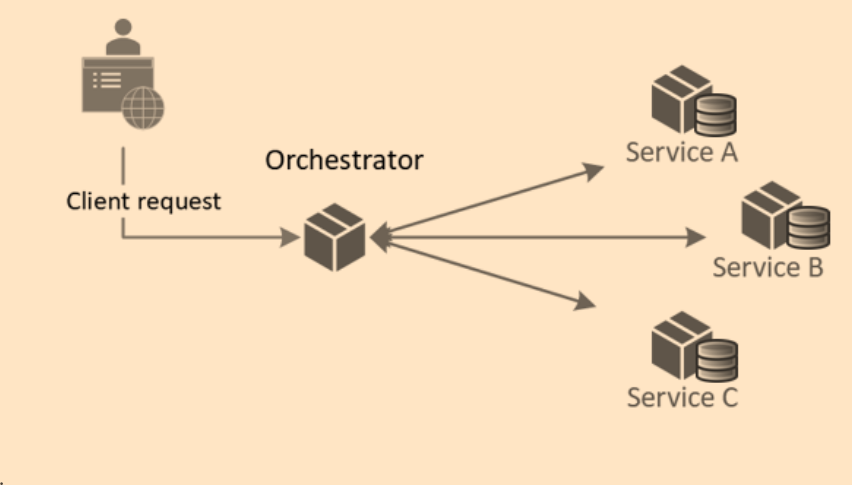 Orchestrator
Service A
Client request
Service B
Service C
.